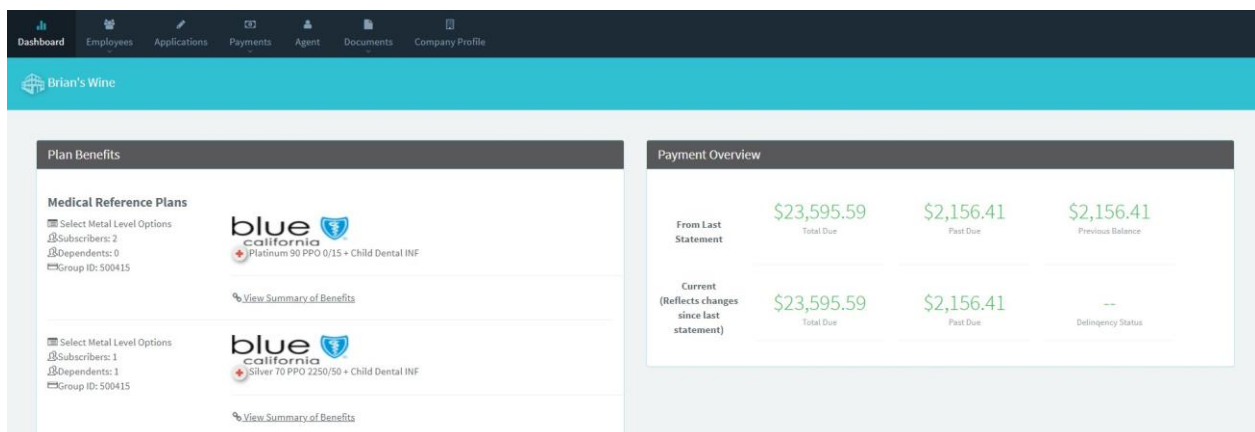 Dashboard
Employees
Applications
Payments
Agent
Documents
Company Profile
Brian's Wine
Plan Benefits
Medical Reference Plans
Select Metal Level Options
Subscribers: 2
Dependents: 0
Group ID: 500415
blue
california
Platinum 90 PPO 0/15 + Child Dental INF
View Summary of Benefits
Select Metal Level Options
Subscribers: 1
Dependents: 1
Group ID: 500415
blue
california
Silver 70 PPO 2250/50 + Child Dental INF
View Summary of Benefits
Payment Overview
From Last
Statement
$23,595.59
Total Due
$2,156.41
Past Due
$2,156.41
Previous Balance
Current
(Reflects changes
since last
statement)
$23,595.59
Total Due
$2,156.41
Past Due
--
Delinqency Status